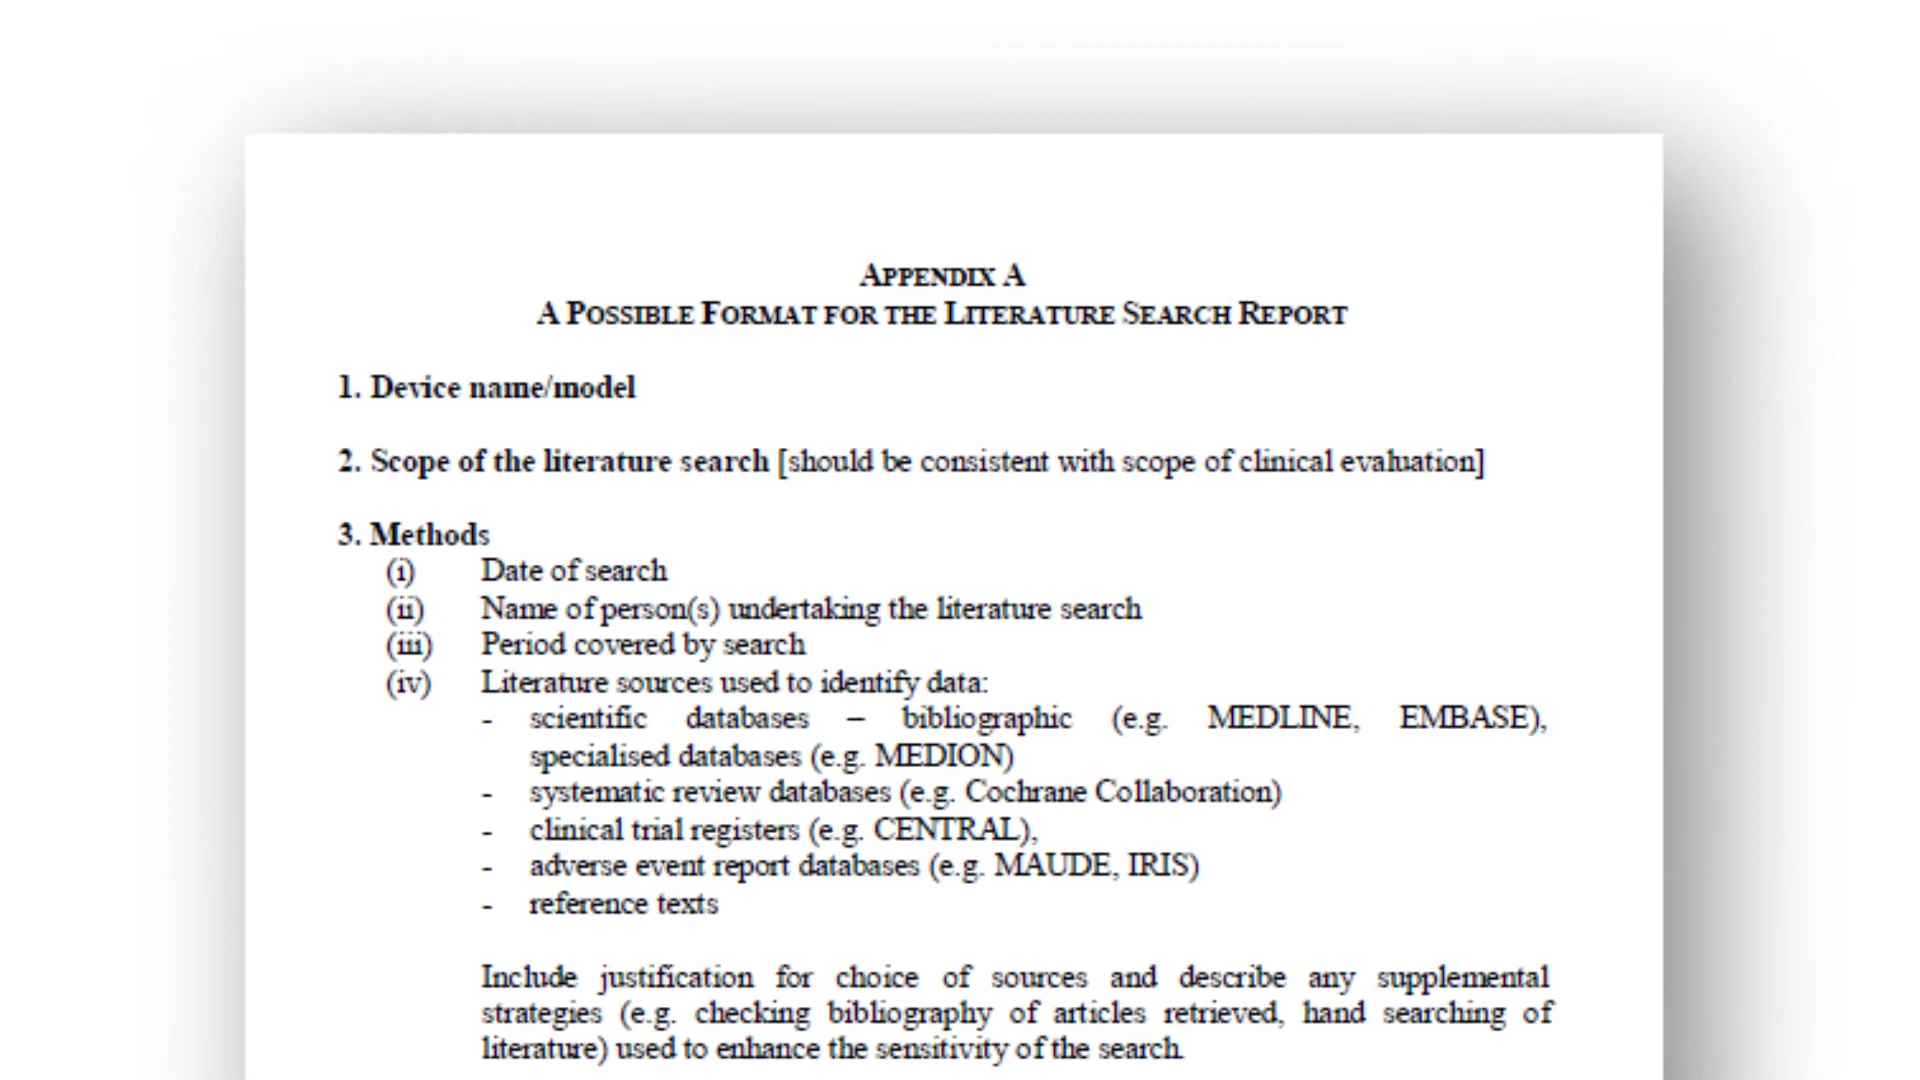 APPENDIX A
A POSSIBLE FORMAT FOR THE LITERATURE SEARCH REPORT
1. Device name/model
2. Scope of the literature search [should be consistent with scope of clinical evaluation]
3. Methods
(i) Date of search
(ii) Name of person(s) undertaking the literature search
(iii) Period covered by search
(iv) Literature sources used to identify data:
- scientific databases – bibliographic (e.g. MEDLINE, EMBASE),
specialised databases (e.g. MEDION)
- systematic review databases (e.g. Cochrane Collaboration)
- clinical trial registers (e.g. CENTRAL),
- adverse event report databases (e.g. MAUDE, IRIS)
- reference texts
Include justification for choice of sources and describe any supplemental
strategies (e.g. checking bibliography of articles retrieved, hand searching of
literature) used to enhance the sensitivity of the search.